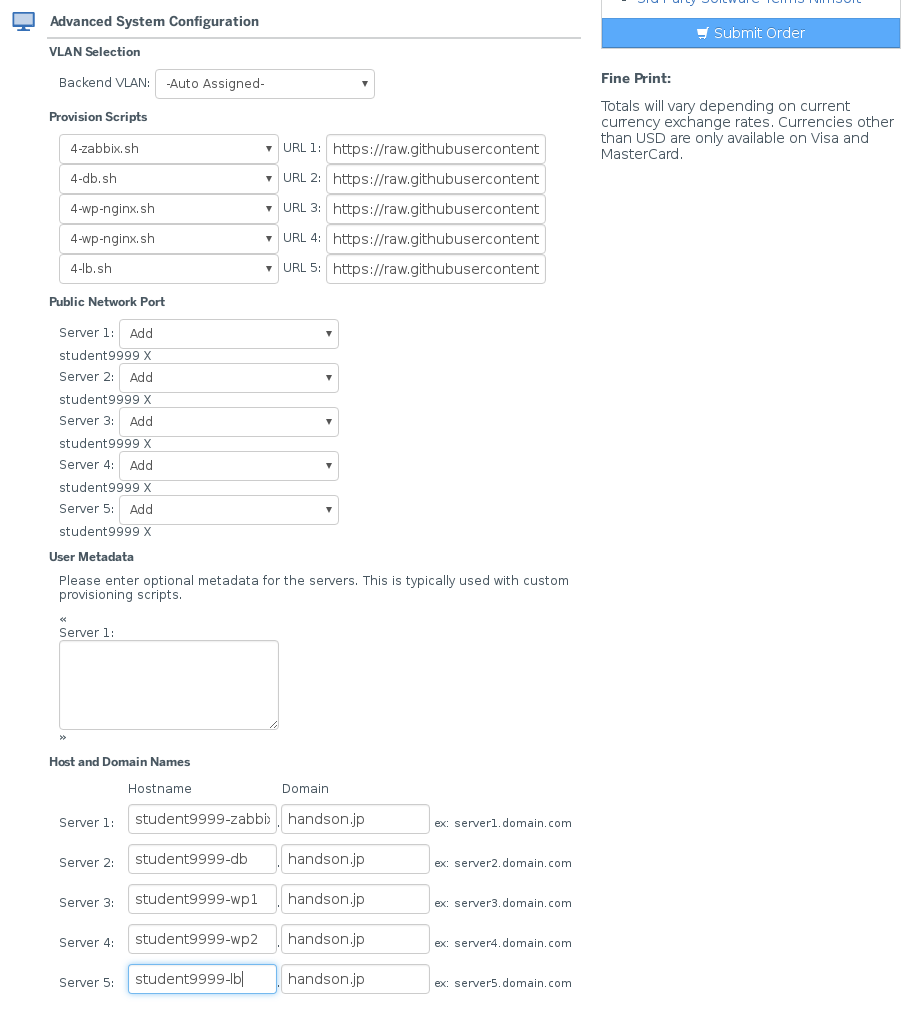 Advanced System Configuration
VLAN Selection
Backend VLAN: -Auto Assigned-
Provision Scripts
4-zabbix.sh URL 1: https://raw.githubusercontent
4-db.sh URL 2: https://raw.githubusercontent
4-wp-nginx.sh URL 3: https://raw.githubusercontent
4-wp-nginx.sh URL 4: https://raw.githubusercontent
4-lb.sh URL 5: https://raw.githubusercontent
Public Network Port
Server 1: Add
student9999 X
Server 2: Add
student9999 X
Server 3: Add
student9999 X
Server 4: Add
student9999 X
Server 5: Add
student9999 X
User Metadata
Please enter optional metadata for the servers. This is typically used with custom
provisioning scripts.
«
Server 1:
»
Host and Domain Names
Hostname Domain
Server 1: student9999-zabbix . handson.jp ex: server1.domain.com
Server 2: student9999-db . handson.jp ex: server2.domain.com
Server 3: student9999-wp1 . handson.jp ex: server3.domain.com
Server 4: student9999-wp2 . handson.jp ex: server4.domain.com
Server 5: student9999-lb . handson.jp ex: server5.domain.com
3rd Party Software Terms Nimsoft
Submit Order
Fine Print:
Totals will vary depending on current
currency exchange rates. Currencies other
than USD are only available on Visa and
MasterCard.